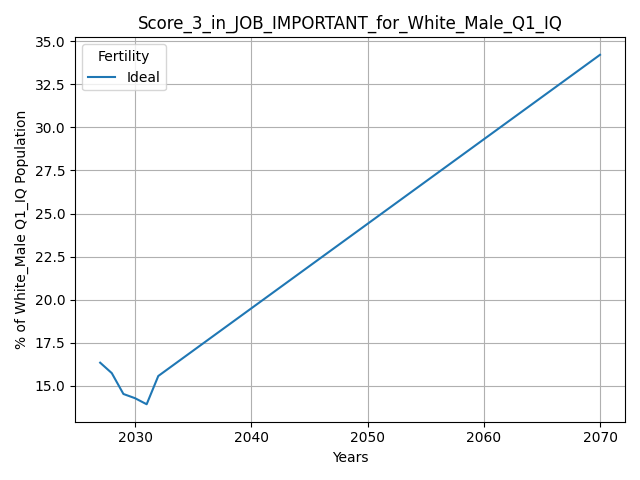 Score_3_in_JOB_IMPORTANT_for_White_Male_Q1_IQ
35.0
32.5
30.0
27.5
25.0
22.5
20.0
17.5
15.0
% of White_Male Q1_IQ Population
Fertility
Ideal
2030
2040
2050
2060
2070
Years